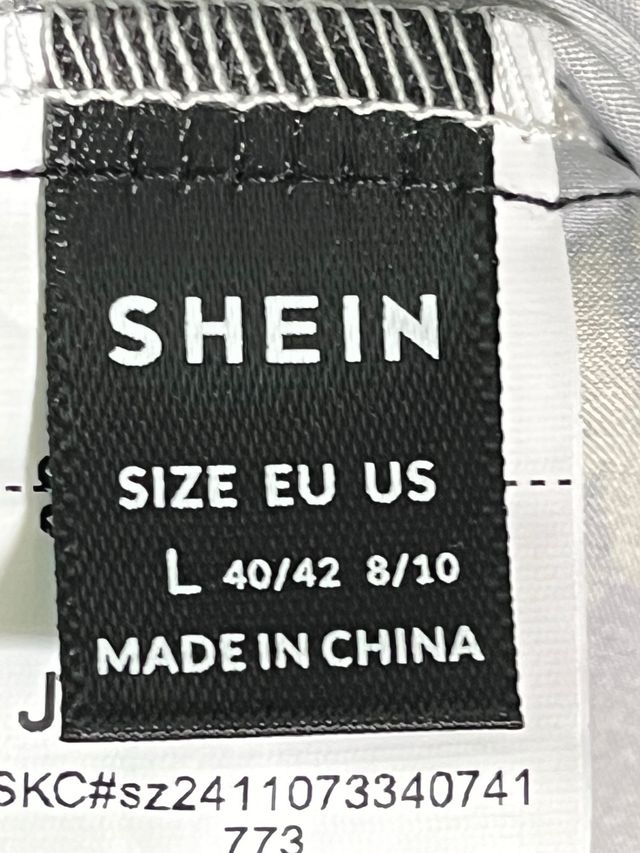 SHEIN
SIZE EU US
L 40/42 8/10
MADE IN CHINA
J
SKC#sz2411073340741
773